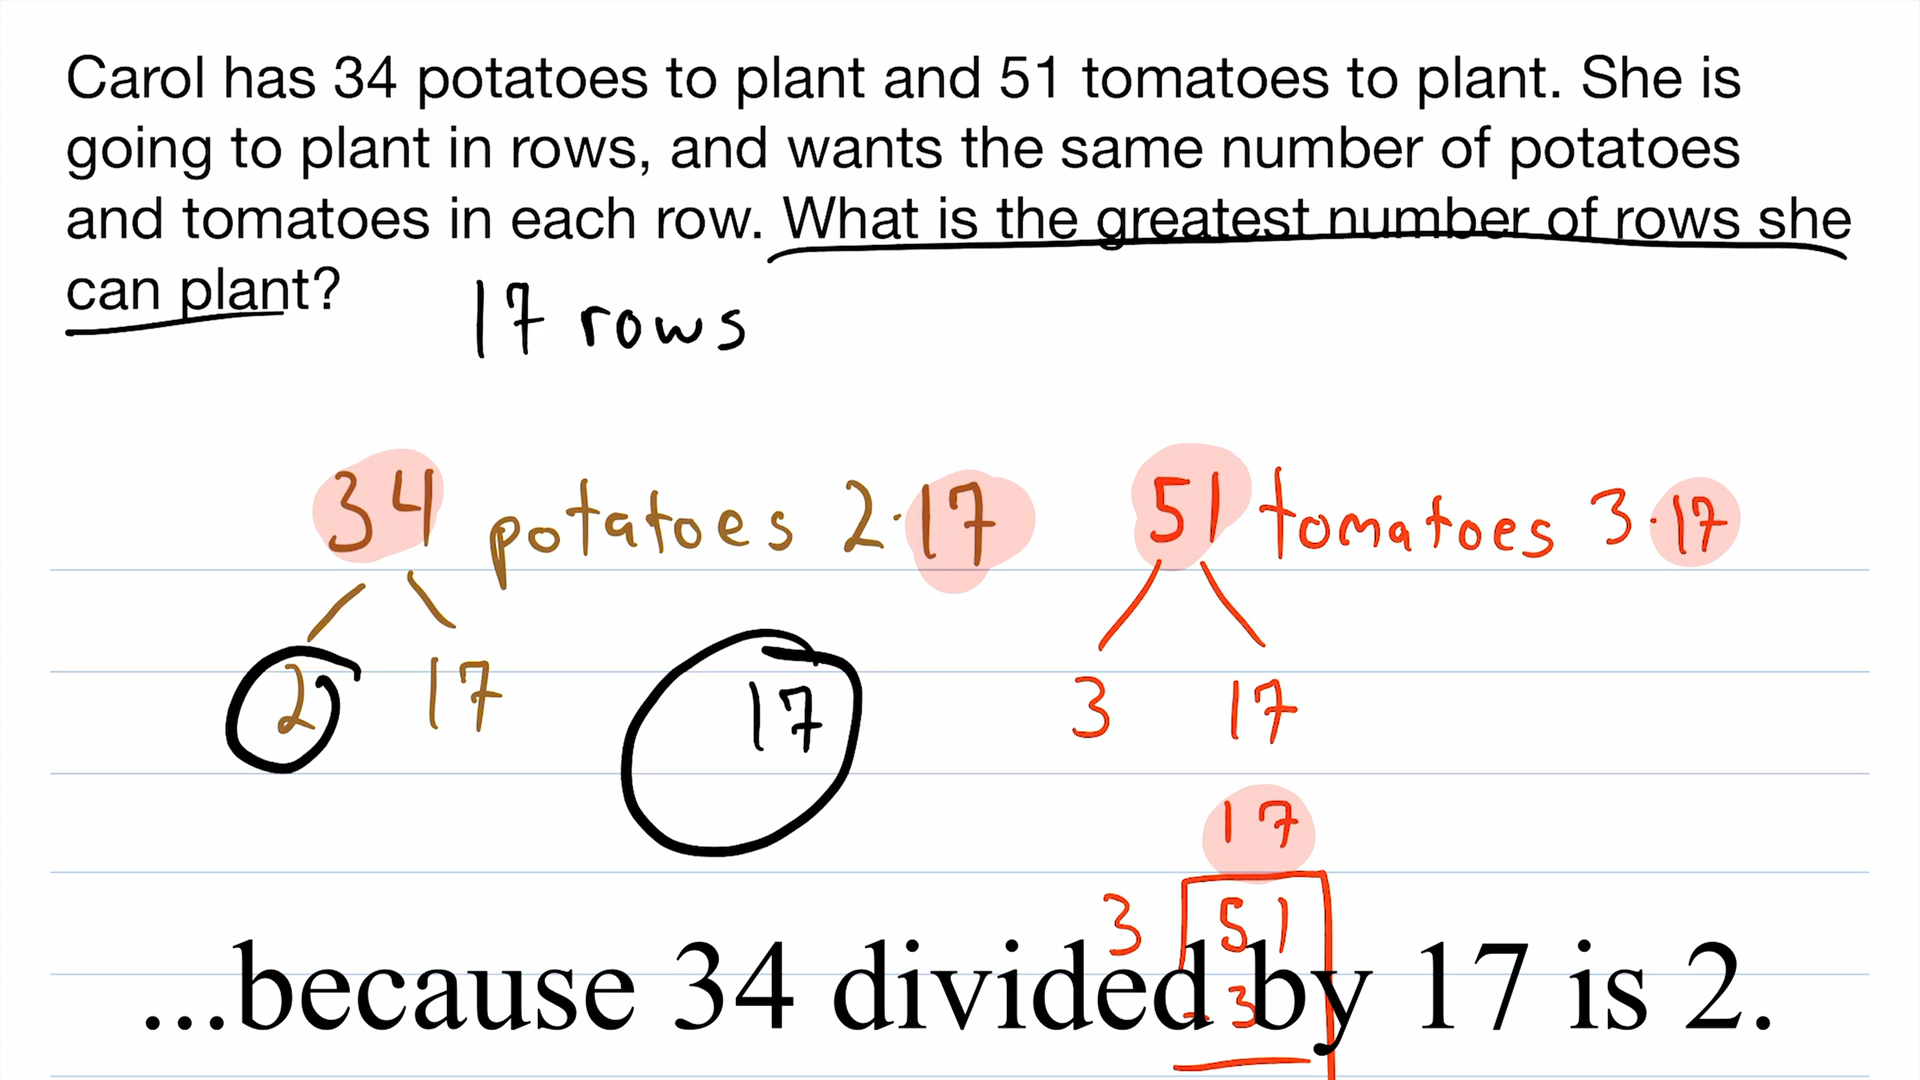 Carol has 34 potatoes to plant and 51 tomatoes to plant. She is
going to plant in rows, and wants the same number of potatoes
and tomatoes in each row. What is the greatest number of rows she
can plant?
17 rows
34 potatoes 2·17
51 tomatoes 3·17
2 17
17
3 17
17
3 51
- 3
...because 34 divided by 17 is 2.